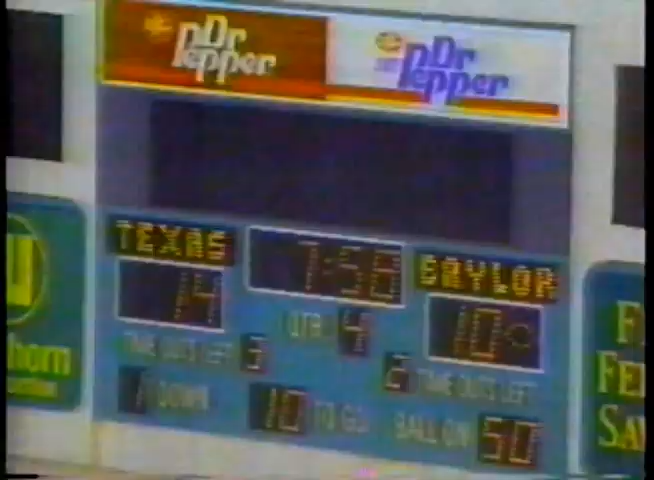 Dr Pepper
Dr Pepper
TEXAS
7:38
BAYLOR
14
QTR 4
10
TIME OUTS LEFT 3
2 TIME OUTS LEFT
1 DOWN
10 TO GO
BALL ON 50